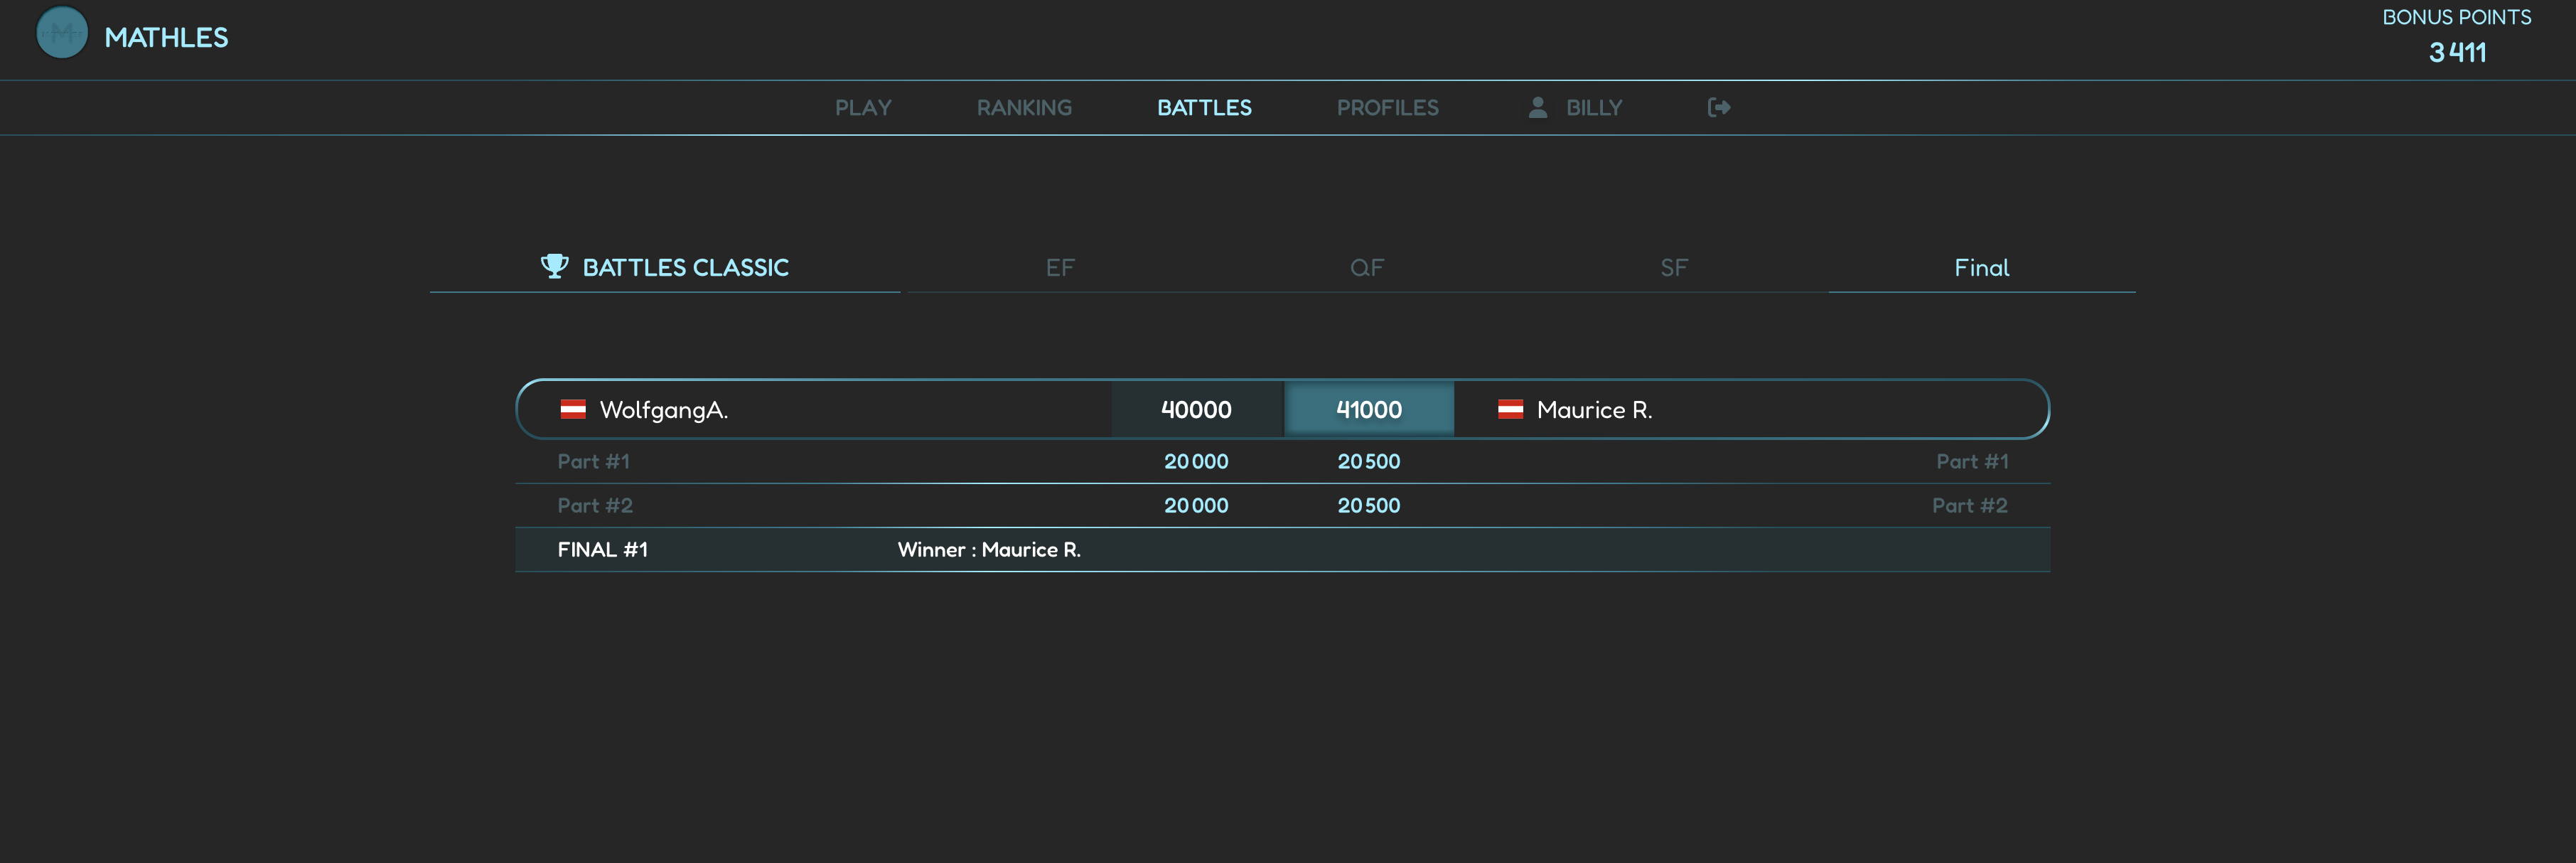 MATHLES
BONUS POINTS
3 411
PLAY RANKING BATTLES PROFILES BILLY
BATTLES CLASSIC EF QF SF Final
WolfgangA. 40000 41000 Maurice R.
Part #1 20 000 20 500 Part #1
Part #2 20 000 20 500 Part #2
FINAL #1 Winner : Maurice R.